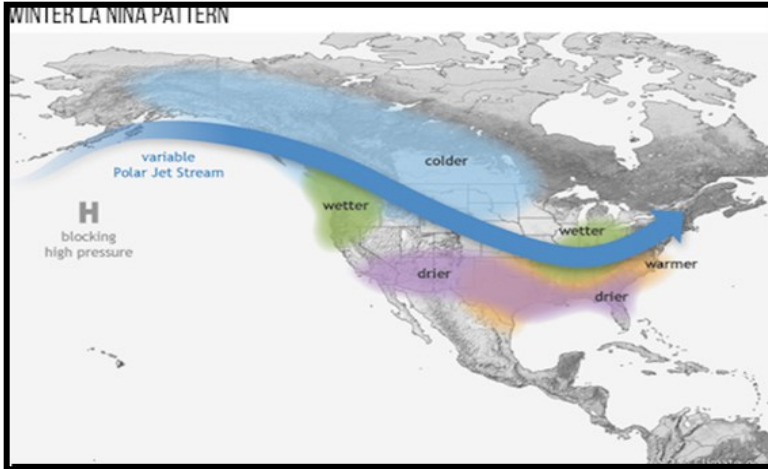 WINTER LA NINA PATTERN
variable
Polar Jet Stream
colder
H
blocking
high pressure
wetter
wetter
drier
warmer
drier